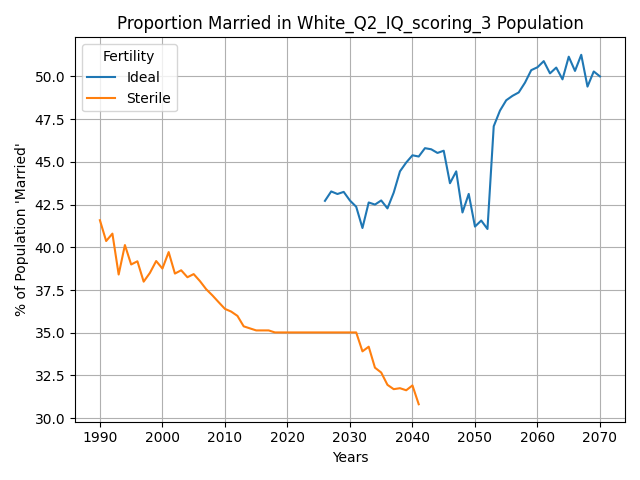 Proportion Married in White_Q2_IQ_scoring_3 Population
Fertility
Ideal
Sterile
% of Population 'Married'
50.0
47.5
45.0
42.5
40.0
37.5
35.0
32.5
30.0
1990 2000 2010 2020 2030 2040 2050 2060 2070
Years